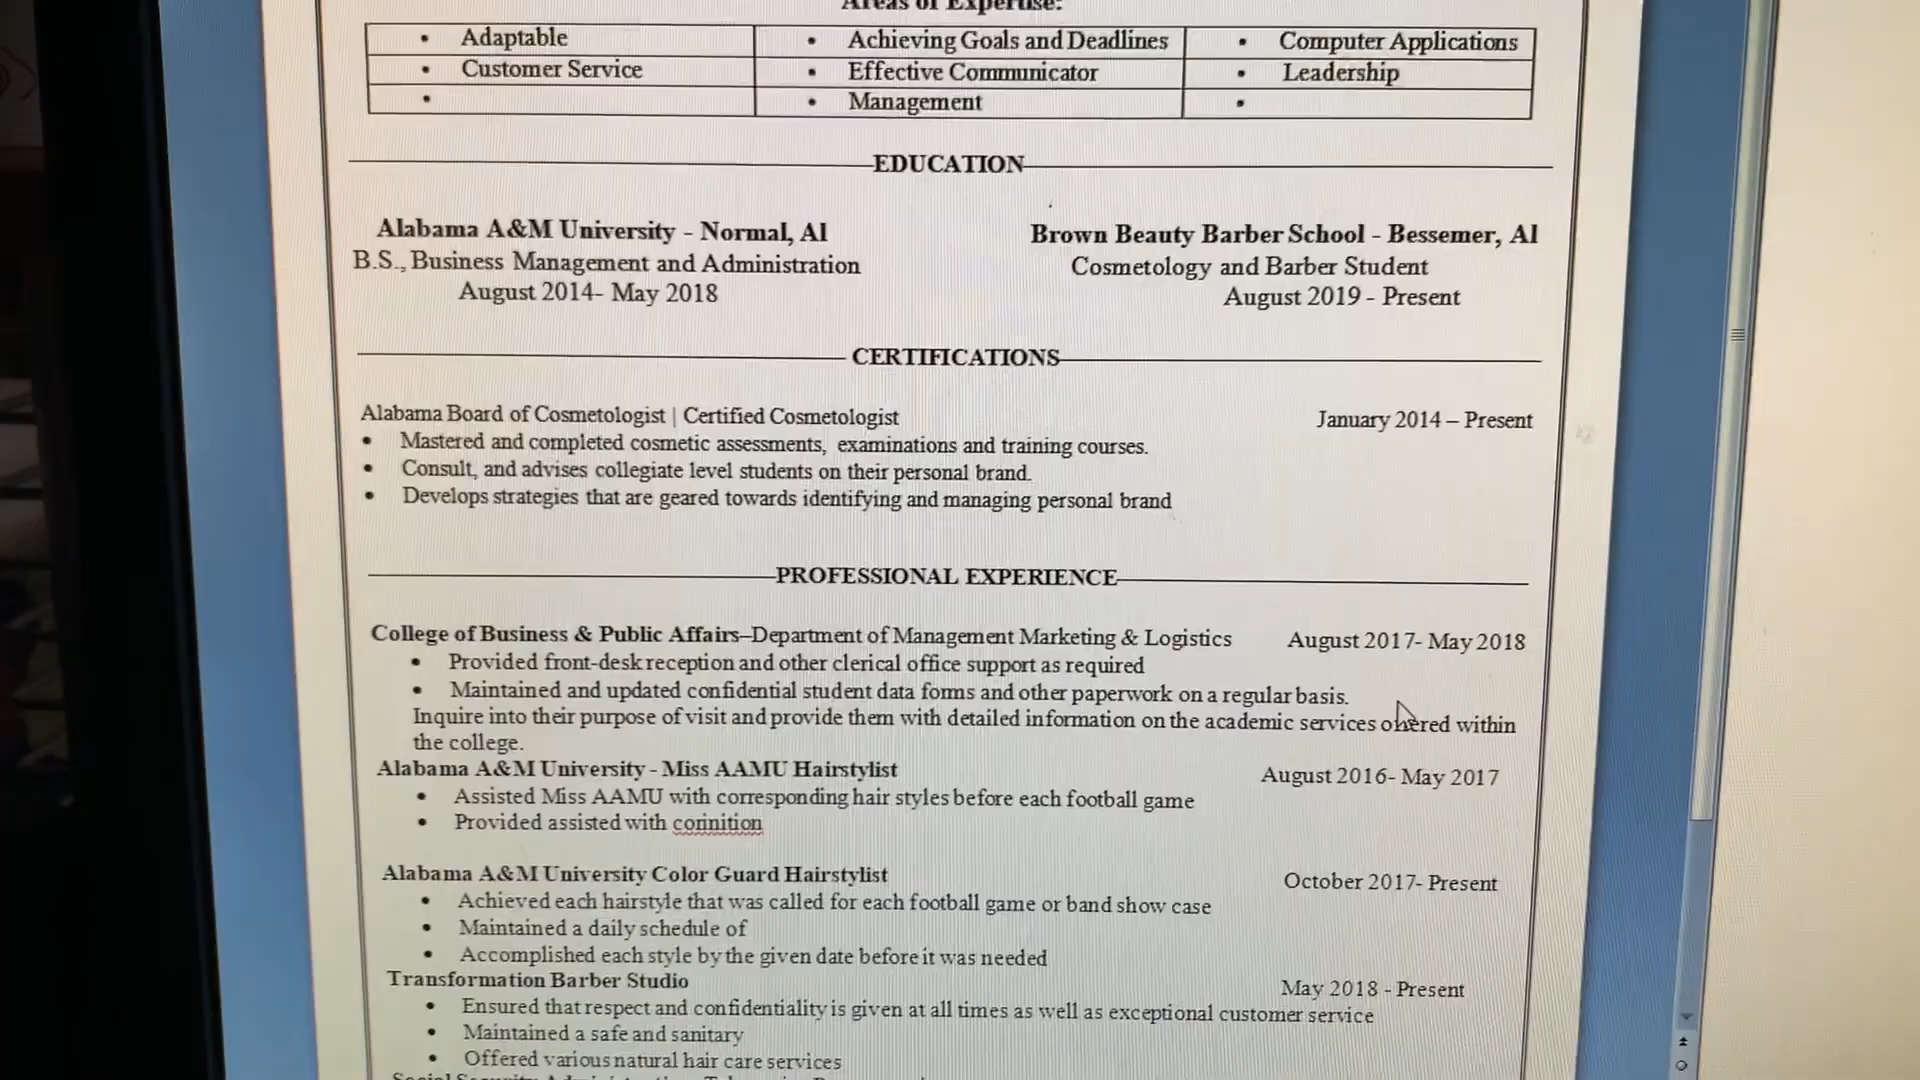 Areas of Expertise:
• Adaptable • Achieving Goals and Deadlines • Computer Applications
• Customer Service • Effective Communicator • Leadership
• • Management •
EDUCATION
Alabama A&M University - Normal, Al Brown Beauty Barber School - Bessemer, Al
B.S., Business Management and Administration Cosmetology and Barber Student
August 2014- May 2018 August 2019 - Present
CERTIFICATIONS
Alabama Board of Cosmetologist | Certified Cosmetologist January 2014 – Present
• Mastered and completed cosmetic assessments, examinations and training courses.
• Consult, and advises collegiate level students on their personal brand.
• Develops strategies that are geared towards identifying and managing personal brand
PROFESSIONAL EXPERIENCE
College of Business & Public Affairs–Department of Management Marketing & Logistics August 2017- May 2018
• Provided front-desk reception and other clerical office support as required
• Maintained and updated confidential student data forms and other paperwork on a regular basis.
Inquire into their purpose of visit and provide them with detailed information on the academic services offered within
the college.
Alabama A&M University - Miss AAMU Hairstylist August 2016- May 2017
• Assisted Miss AAMU with corresponding hair styles before each football game
• Provided assisted with corinition
Alabama A&M University Color Guard Hairstylist October 2017- Present
• Achieved each hairstyle that was called for each football game or band show case
• Maintained a daily schedule of
• Accomplished each style by the given date before it was needed
Transformation Barber Studio May 2018 - Present
• Ensured that respect and confidentiality is given at all times as well as exceptional customer service
• Maintained a safe and sanitary
• Offered various natural hair care services